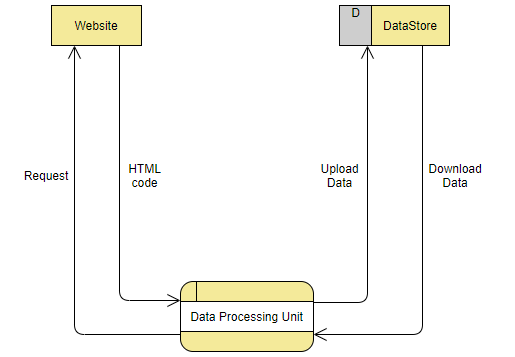 Website
D
DataStore
Request
HTML
code
Upload
Data
Download
Data
Data Processing Unit